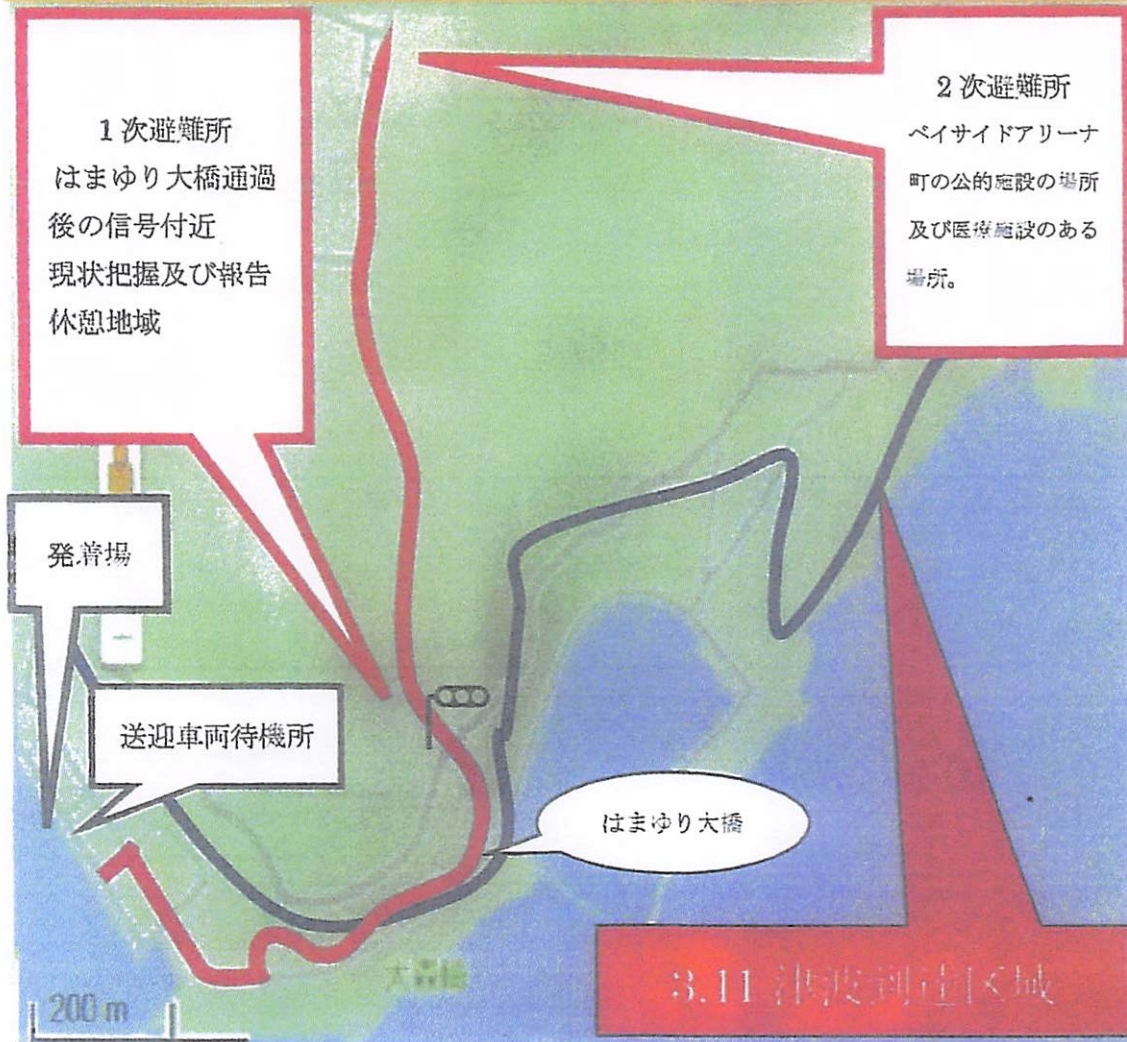 1次避難所
はまゆり大橋通過
後の信号付近
現状把握及び報告
休憩地域
2次避難所
ベイサイドアリーナ
町の公的施設の場所
及び医療施設のある
場所。
発着場
送迎車両待機所
はまゆり大橋
3.11 津波到達区域
200 m